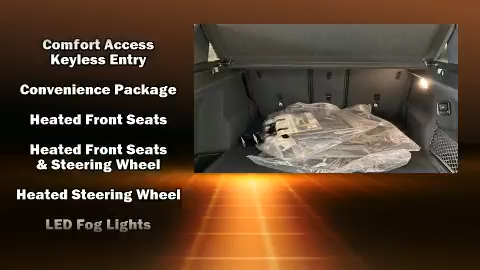 Comfort Access
Keyless Entry
Convenience Package
Heated Front Seats
Heated Front Seats
& Steering Wheel
Heated Steering Wheel
LED Fog Lights